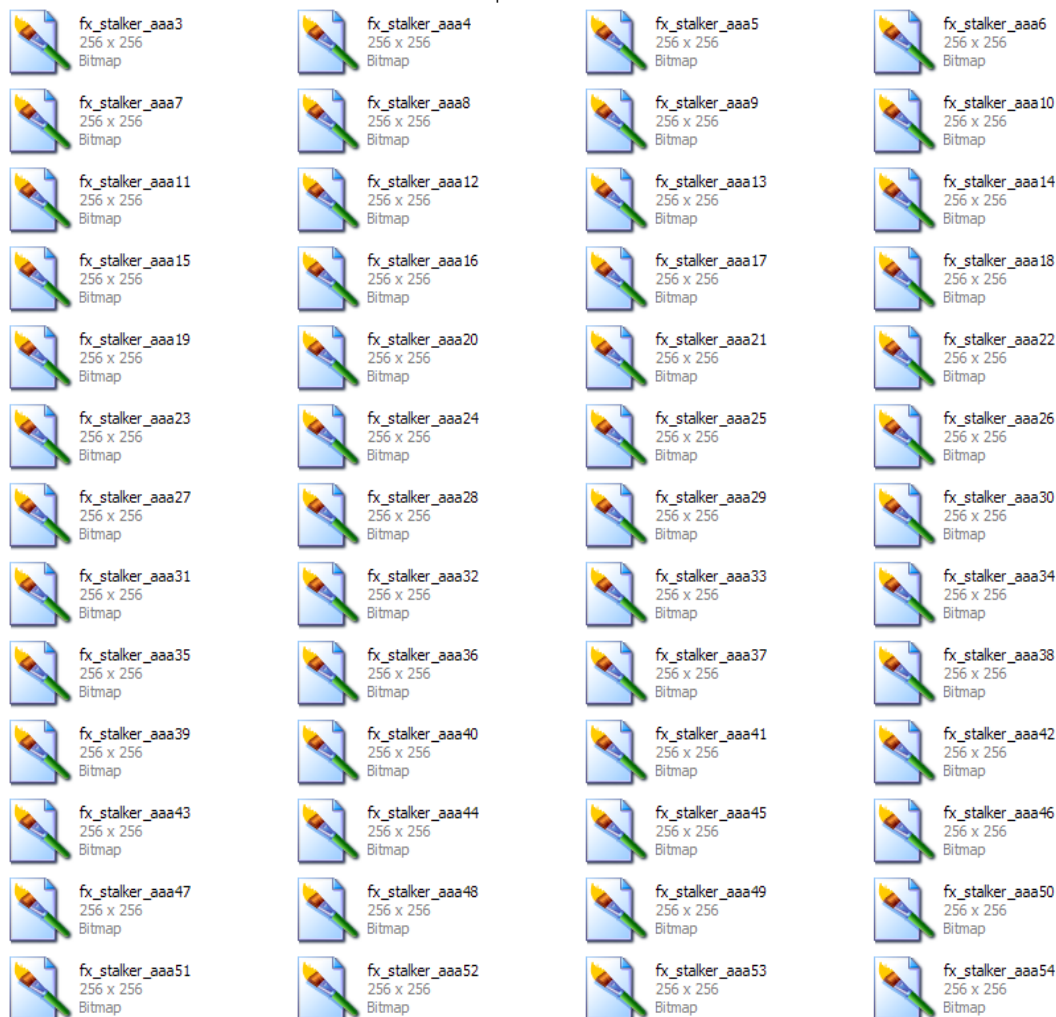 fx_stalker_aaa3
256 x 256
Bitmap
fx_stalker_aaa4
256 x 256
Bitmap
fx_stalker_aaa5
256 x 256
Bitmap
fx_stalker_aaa6
256 x 256
Bitmap
fx_stalker_aaa7
256 x 256
Bitmap
fx_stalker_aaa8
256 x 256
Bitmap
fx_stalker_aaa9
256 x 256
Bitmap
fx_stalker_aaa10
256 x 256
Bitmap
fx_stalker_aaa11
256 x 256
Bitmap
fx_stalker_aaa12
256 x 256
Bitmap
fx_stalker_aaa13
256 x 256
Bitmap
fx_stalker_aaa14
256 x 256
Bitmap
fx_stalker_aaa15
256 x 256
Bitmap
fx_stalker_aaa16
256 x 256
Bitmap
fx_stalker_aaa17
256 x 256
Bitmap
fx_stalker_aaa18
256 x 256
Bitmap
fx_stalker_aaa19
256 x 256
Bitmap
fx_stalker_aaa20
256 x 256
Bitmap
fx_stalker_aaa21
256 x 256
Bitmap
fx_stalker_aaa22
256 x 256
Bitmap
fx_stalker_aaa23
256 x 256
Bitmap
fx_stalker_aaa24
256 x 256
Bitmap
fx_stalker_aaa25
256 x 256
Bitmap
fx_stalker_aaa26
256 x 256
Bitmap
fx_stalker_aaa27
256 x 256
Bitmap
fx_stalker_aaa28
256 x 256
Bitmap
fx_stalker_aaa29
256 x 256
Bitmap
fx_stalker_aaa30
256 x 256
Bitmap
fx_stalker_aaa31
256 x 256
Bitmap
fx_stalker_aaa32
256 x 256
Bitmap
fx_stalker_aaa33
256 x 256
Bitmap
fx_stalker_aaa34
256 x 256
Bitmap
fx_stalker_aaa35
256 x 256
Bitmap
fx_stalker_aaa36
256 x 256
Bitmap
fx_stalker_aaa37
256 x 256
Bitmap
fx_stalker_aaa38
256 x 256
Bitmap
fx_stalker_aaa39
256 x 256
Bitmap
fx_stalker_aaa40
256 x 256
Bitmap
fx_stalker_aaa41
256 x 256
Bitmap
fx_stalker_aaa42
256 x 256
Bitmap
fx_stalker_aaa43
256 x 256
Bitmap
fx_stalker_aaa44
256 x 256
Bitmap
fx_stalker_aaa45
256 x 256
Bitmap
fx_stalker_aaa46
256 x 256
Bitmap
fx_stalker_aaa47
256 x 256
Bitmap
fx_stalker_aaa48
256 x 256
Bitmap
fx_stalker_aaa49
256 x 256
Bitmap
fx_stalker_aaa50
256 x 256
Bitmap
fx_stalker_aaa51
256 x 256
Bitmap
fx_stalker_aaa52
256 x 256
Bitmap
fx_stalker_aaa53
256 x 256
Bitmap
fx_stalker_aaa54
256 x 256
Bitmap